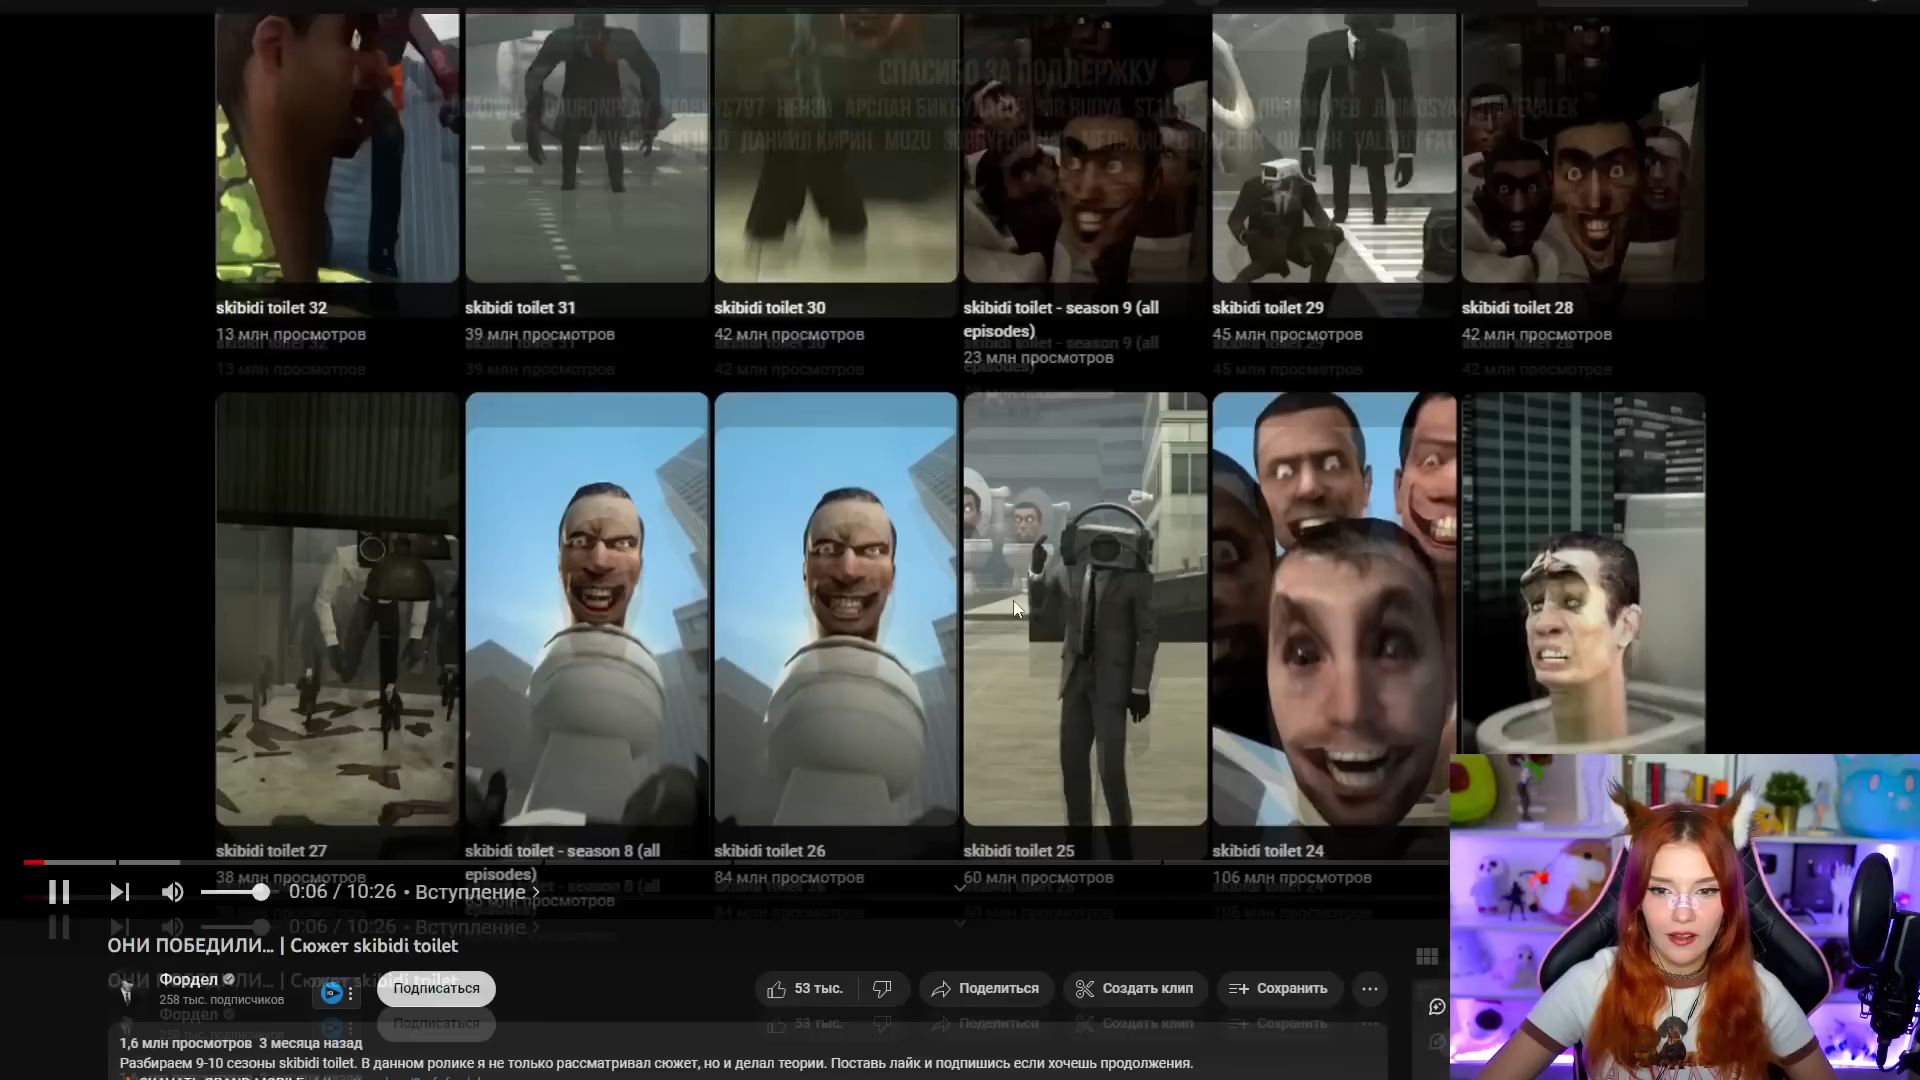 СПАСИБО ЗА ПОДДЕРЖКУ
НЕНЗИ АРСЛАН
ДАНИИЛ КИРИН MUZU
skibidi toilet 32
13 млн просмотров
skibidi toilet 31
39 млн просмотров
skibidi toilet 30
42 млн просмотров
skibidi toilet - season 9 (all
episodes)
23 млн просмотров
skibidi toilet 29
45 млн просмотров
skibidi toilet 28
42 млн просмотров
skibidi toilet 27
38 млн просмотров
skibidi toilet - season 8 (all
episodes)
просмотров
skibidi toilet 26
84 млн просмотров
skibidi toilet 25
60 млн просмотров
skibidi toilet 24
106 млн просмотров
0:06 / 10:26 • Вступление
ОНИ ПОБЕДИЛИ... | Сюжет skibidi toilet
Фордел
258 тыс. подписчиков
Подписаться
53 тыс.
Поделиться
Создать клип
Сохранить
1,6 млн просмотров 3 месяца назад
Разбираем 9-10 сезоны skibidi toilet. В данном ролике я не только рассматривал сюжет, но и делал теории. Поставь лайк и подпишись если хочешь продолжения.